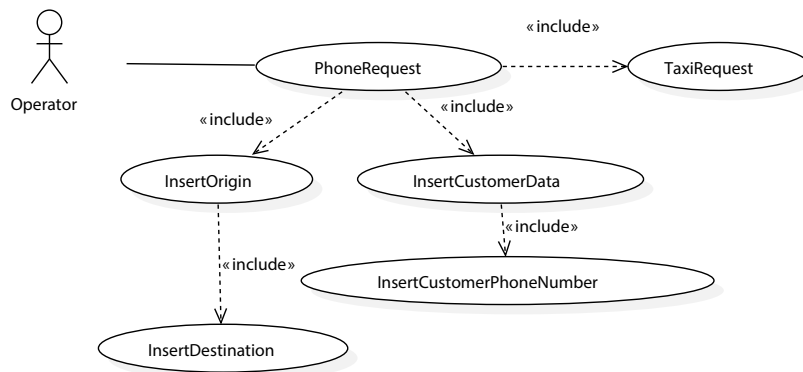 «include»
PhoneRequest
TaxiRequest
Operator
«include»
«include»
InsertOrigin
InsertCustomerData
«include»
«include»
InsertCustomerPhoneNumber
InsertDestination